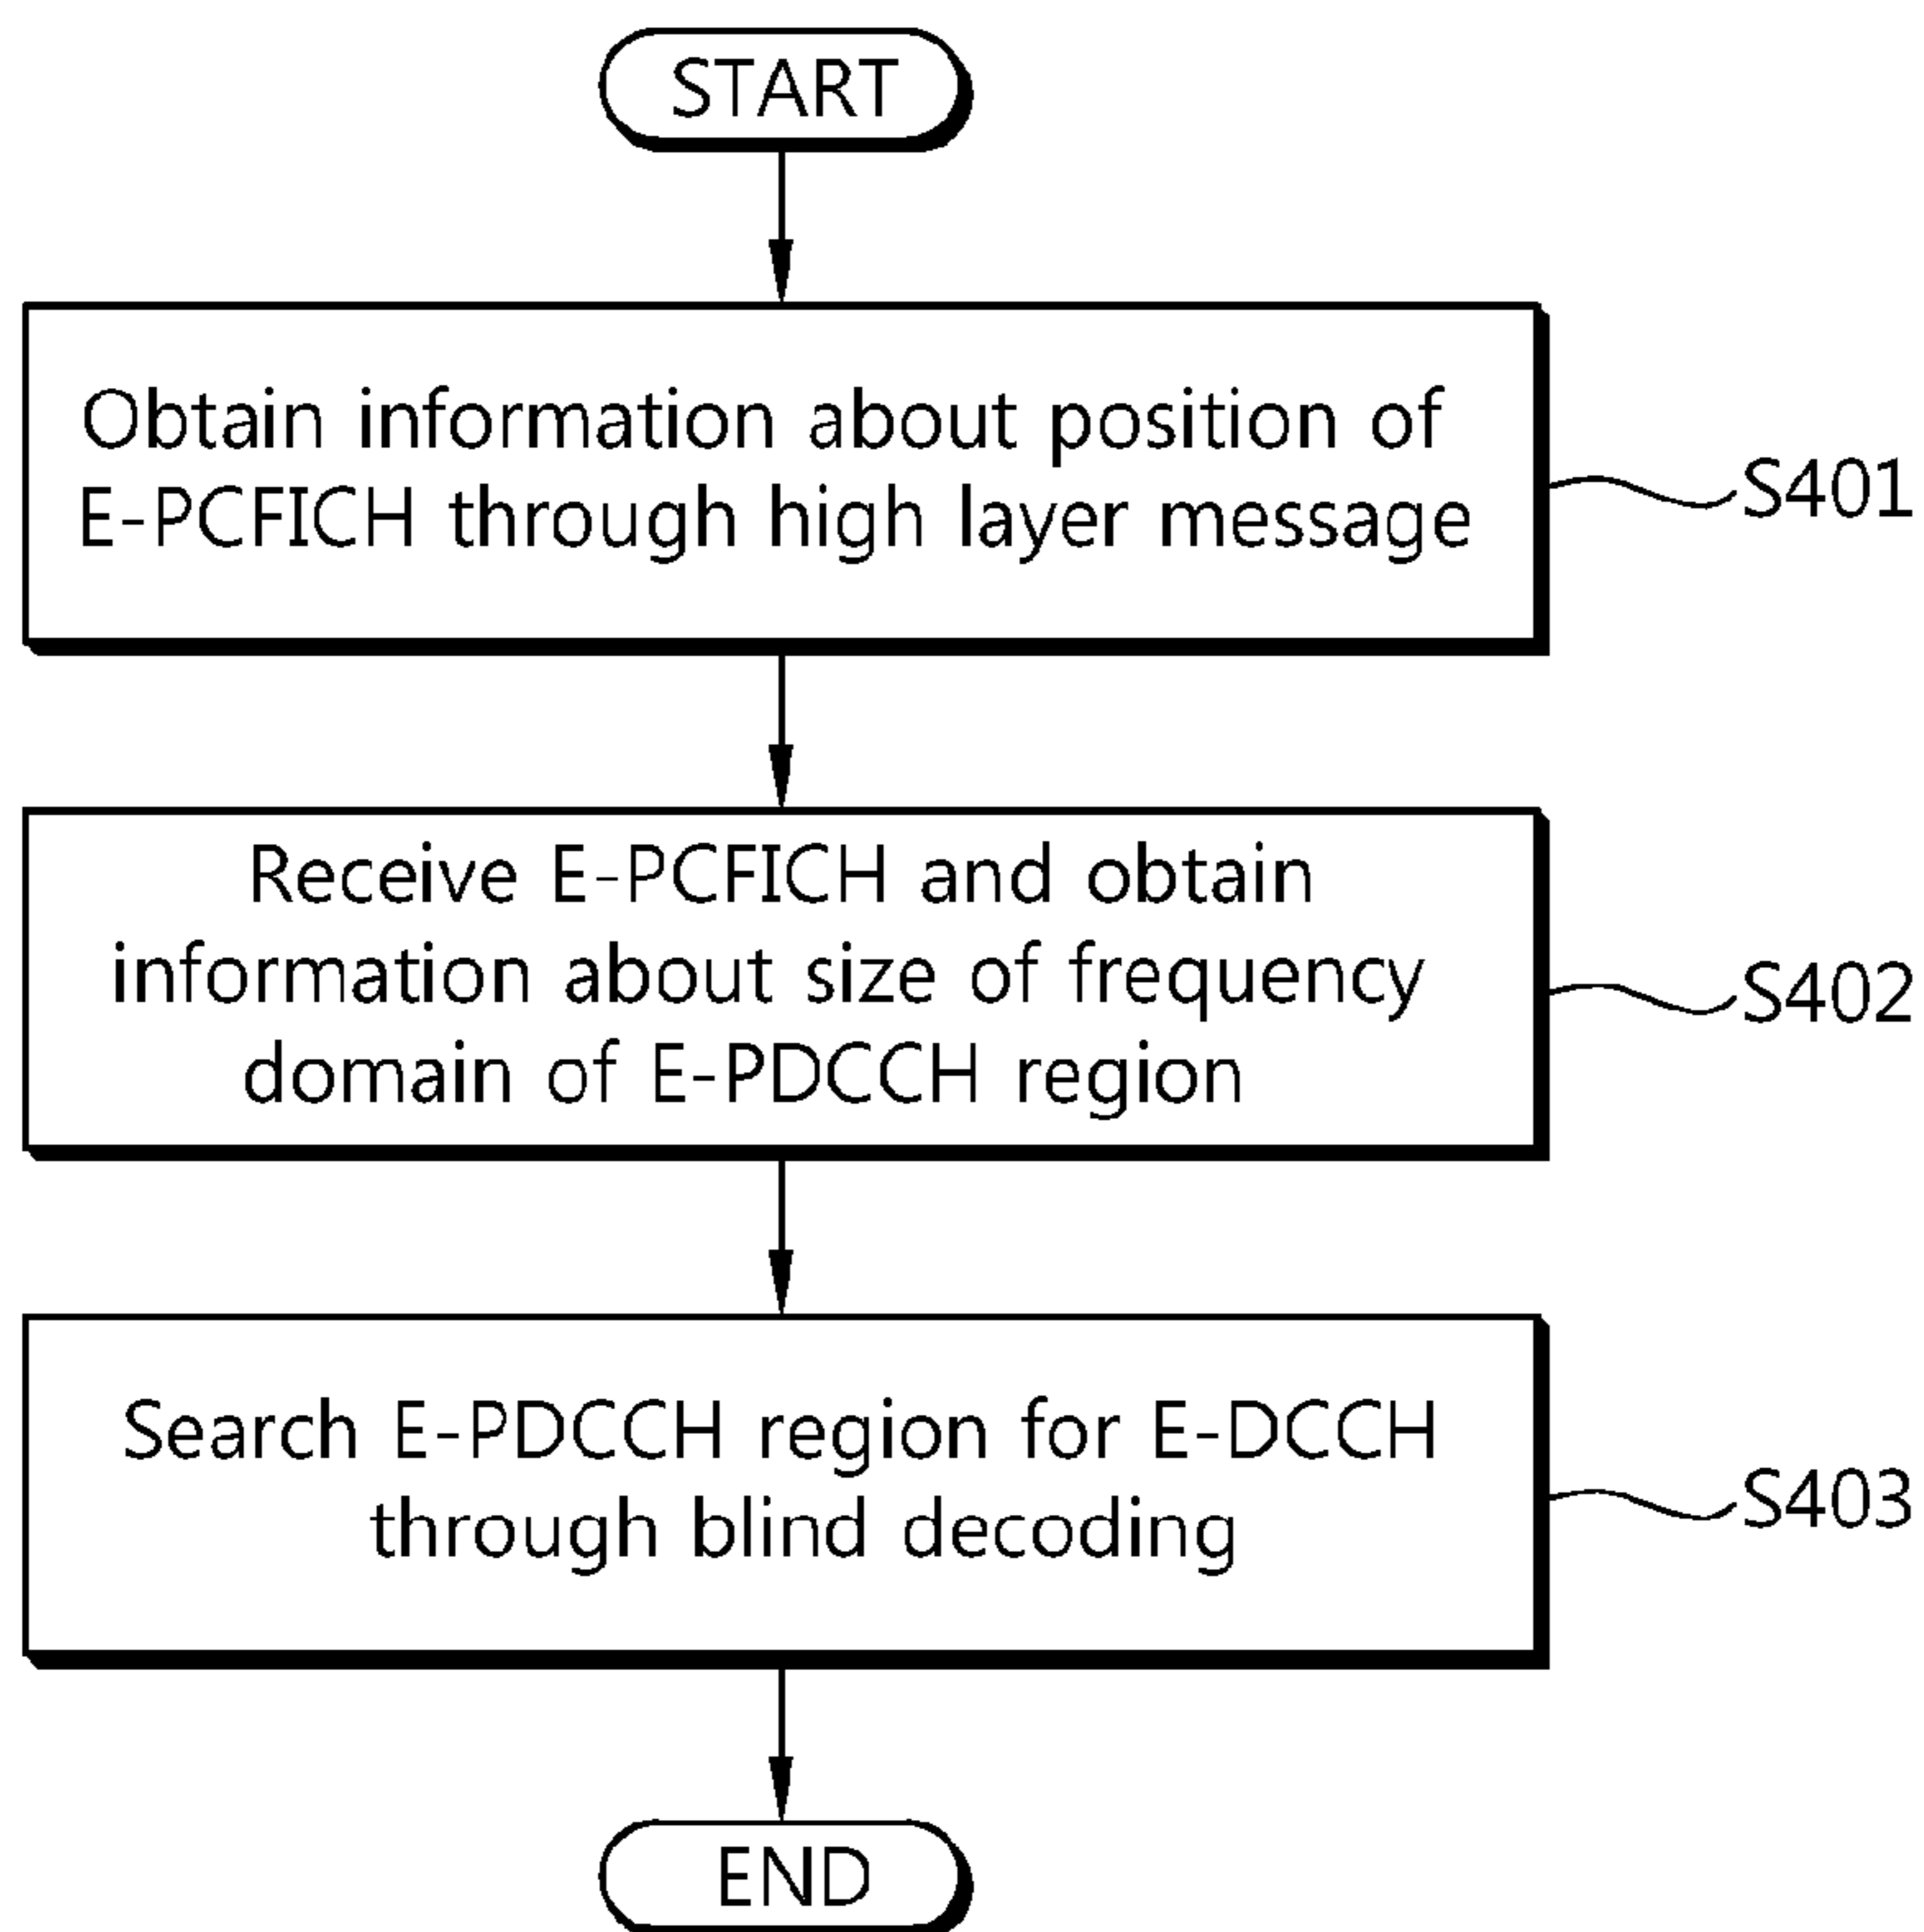 START
Obtain information about position of
E-PCFICH through high layer message
S401
Receive E-PCFICH and obtain
information about size of frequency
domain of E-PDCCH region
S402
Search E-PDCCH region for E-DCCH
through blind decoding
S403
END